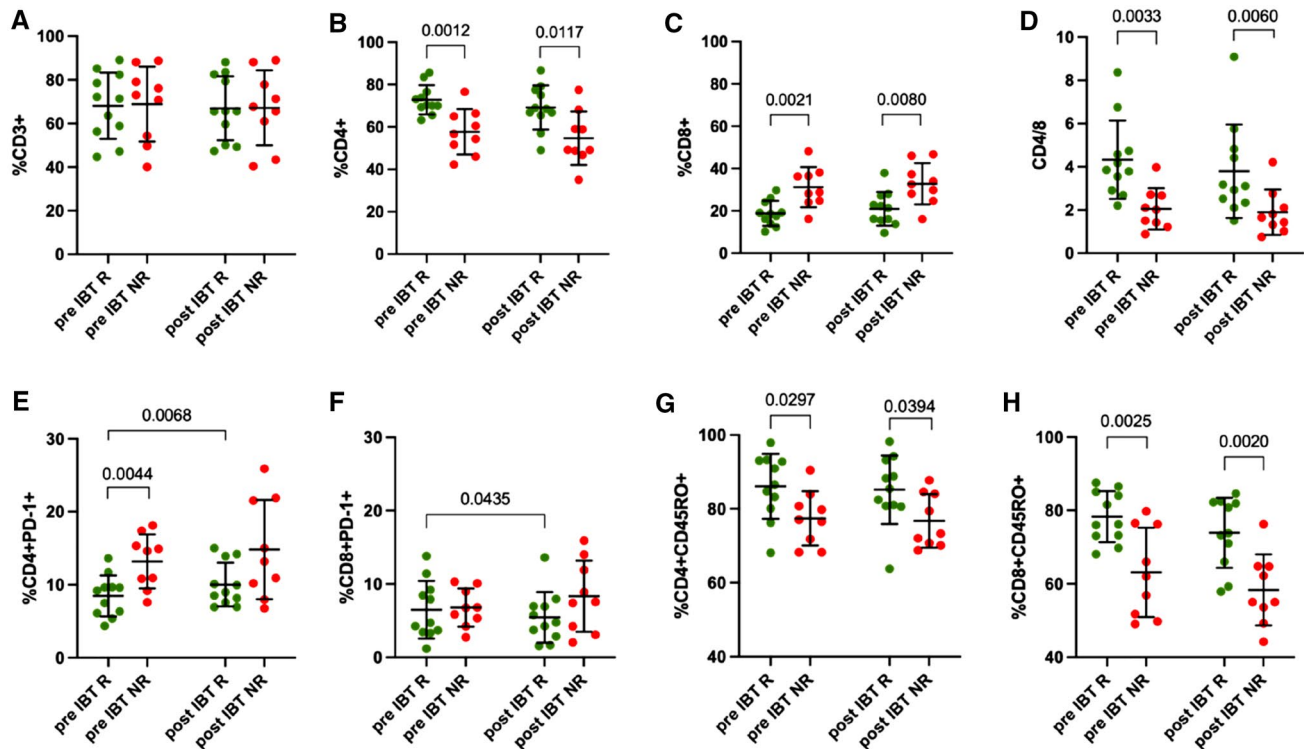 A
%CD3+
100
80
60
40
20
0
pre IBT R
pre IBT NR
post IBT R
post IBT NR
B
0.0012
0.0117
%CD4+
100
80
60
40
20
0
pre IBT R
pre IBT NR
post IBT R
post IBT NR
C
0.0021
0.0080
%CD8+
100
80
60
40
20
0
pre IBT R
pre IBT NR
post IBT R
post IBT NR
D
0.0033
0.0060
CD4/8
10
8
6
4
2
0
pre IBT R
pre IBT NR
post IBT R
post IBT NR
E
0.0068
0.0044
%CD4+PD-1+
30
20
10
0
pre IBT R
pre IBT NR
post IBT R
post IBT NR
F
0.0435
%CD8+PD-1+
30
20
10
0
pre IBT R
pre IBT NR
post IBT R
post IBT NR
G
0.0297
0.0394
%CD4+CD45RO+
100
80
60
40
pre IBT R
pre IBT NR
post IBT R
post IBT NR
H
0.0025
0.0020
%CD8+CD45RO+
100
80
60
40
pre IBT R
pre IBT NR
post IBT R
post IBT NR